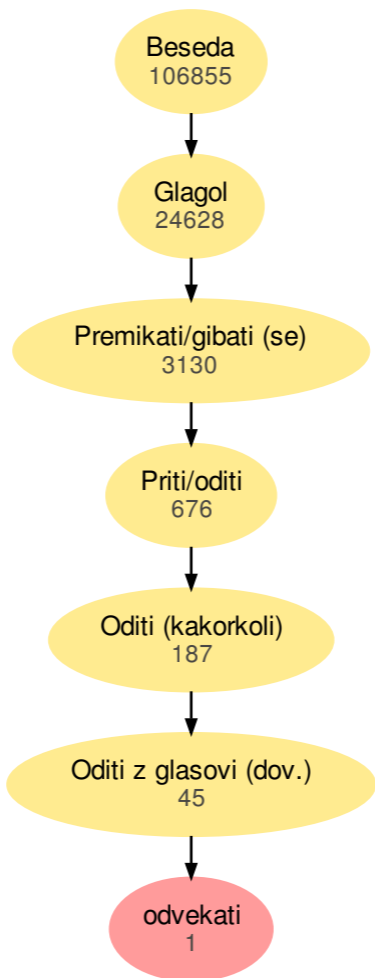 Beseda
106855
Glagol
24628
Premikati/gibati (se)
3130
Priti/oditi
676
Oditi (kakorkoli)
187
Oditi z glasovi (dov.)
45
odvekati
1